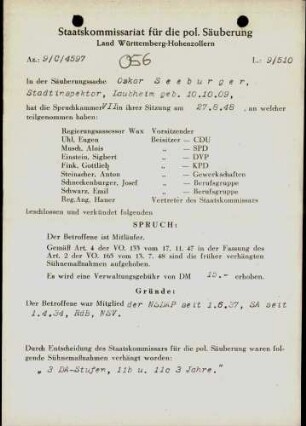 Staatskommissariat für die pol. Säuberung
Land Württemberg-Hohenzollern
Az.: 9/C/4597
056
L.: 9/510
In der Säuberungssache Oskar Seeburger,
Stadtinspektor, Laubheim geb. 10.10.09,
hat die Spruchkammer VII in ihrer Sitzung am 27.8.48, an welcher
teilgenommen haben:
Regierungsassessor Wax Vorsitzender
Uhl, Eugen Beisitzer — CDU
Mosch, Alois „ — SPD
Einstein, Sigbert „ — DVP
Fink, Gottlieb „ — KPD
Steinacher, Anton „ — Gewerkschaften
Schneckenburger, Josef „ — Berufsgruppe
Schwarz, Emil „ — Berufsgruppe
Reg.Ang. Hauer Vertreter des Staatskommissars
beschlossen und verkündet folgenden
SPRUCH:
Der Betroffene ist Mitläufer.
Gemäß Art. 4 der VO. 133 vom 17. 11. 47 in der Fassung des
Art. 2 der VO. 165 vom 13. 7. 48 sind die früher verhängten
Sühnemaßnahmen aufgehoben.
Es wird eine Verwaltungsgebühr von DM 15.- erhoben.
Gründe:
Der Betroffene war Mitglied der NSDAP seit 1.5.37, SA seit
1.4.34, RdB, NSV.
Durch Entscheidung des Staatskommissars für die pol. Säuberung waren fol-
gende Sühnemaßnahmen verhängt worden:
" 3 DA-Stufen, 11b u. 11c 3 Jahre."